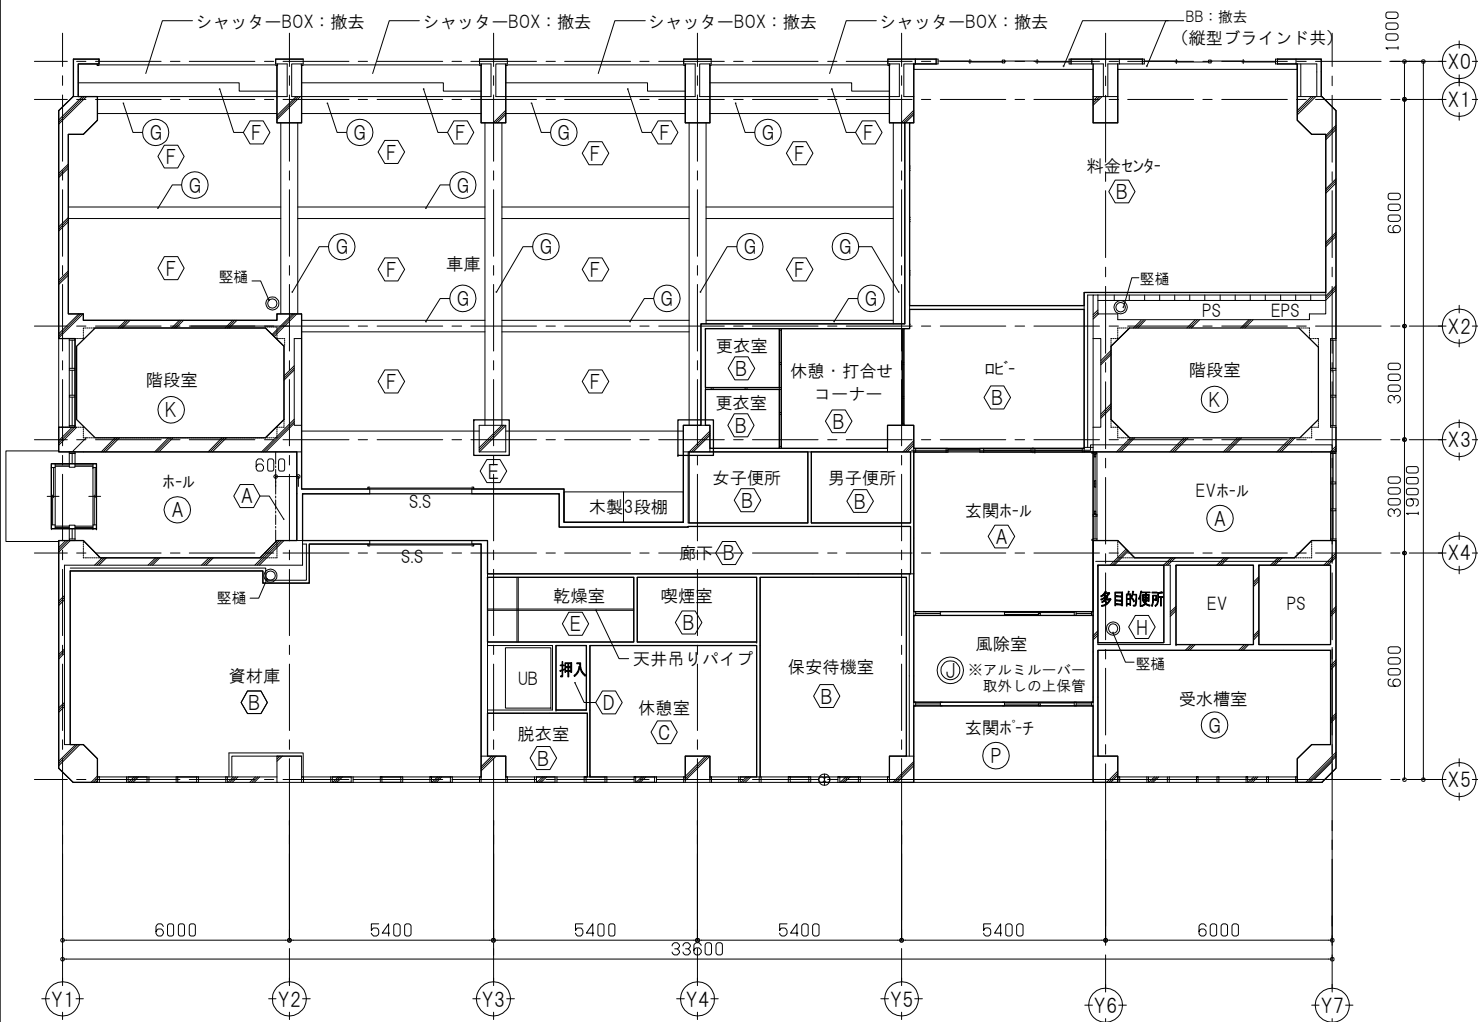 シャッターBOX：撤去
シャッターBOX：撤去
シャッターBOX：撤去
シャッターBOX：撤去
BB：撤去
（縦型ブラインド共）
1000
X0
X1
G
F
G
F
G
F
G
F
F
F
F
F
料金センター
B
6000
G
G
F
竪樋
G
F
車庫
G
F
G
F
G
G
G
G
竪樋
PS
EPS
X2
階段室
K
F
F
更衣室
B
更衣室
B
休憩・打合せ
コーナー
B
ロビー
B
階段室
K
3000
X3
600
ホール
A
A
E
S.S
木製3段棚
女子便所
B
男子便所
B
玄関ホール
A
EVホール
A
3000
19000
S.S
廊下
B
X4
竪樋
乾燥室
E
喫煙室
B
天井吊りパイプ
多目的便所
H
竪樋
EV
PS
資材庫
B
UB
押入
D
休憩室
C
脱衣室
B
保安待機室
B
風除室
J
※アルミルーバー
取外しの上保管
玄関ポーチ
P
受水槽室
G
6000
X5
6000
5400
5400
5400
5400
6000
33600
Y1
Y2
Y3
Y4
Y5
Y6
Y7